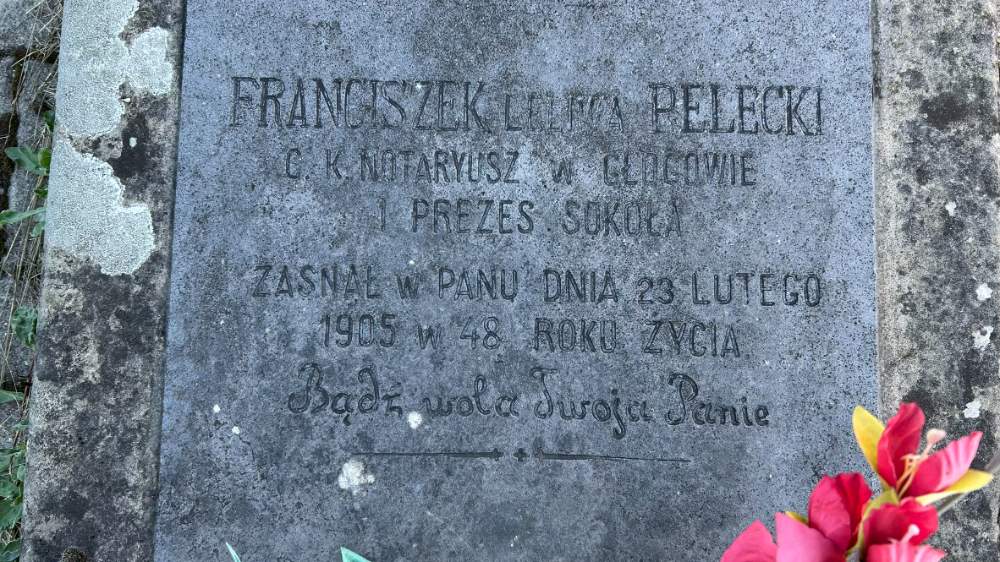 FRANCISZEK PELECKI
C. K. NOTARYUSZ W GŁOGOWIE
I PREZES SOKOŁA
ZASNĄŁ W PANU DNIA 23 LUTEGO
1905 W 48 ROKU ŻYCIA.
Bądź wola Twoja Panie